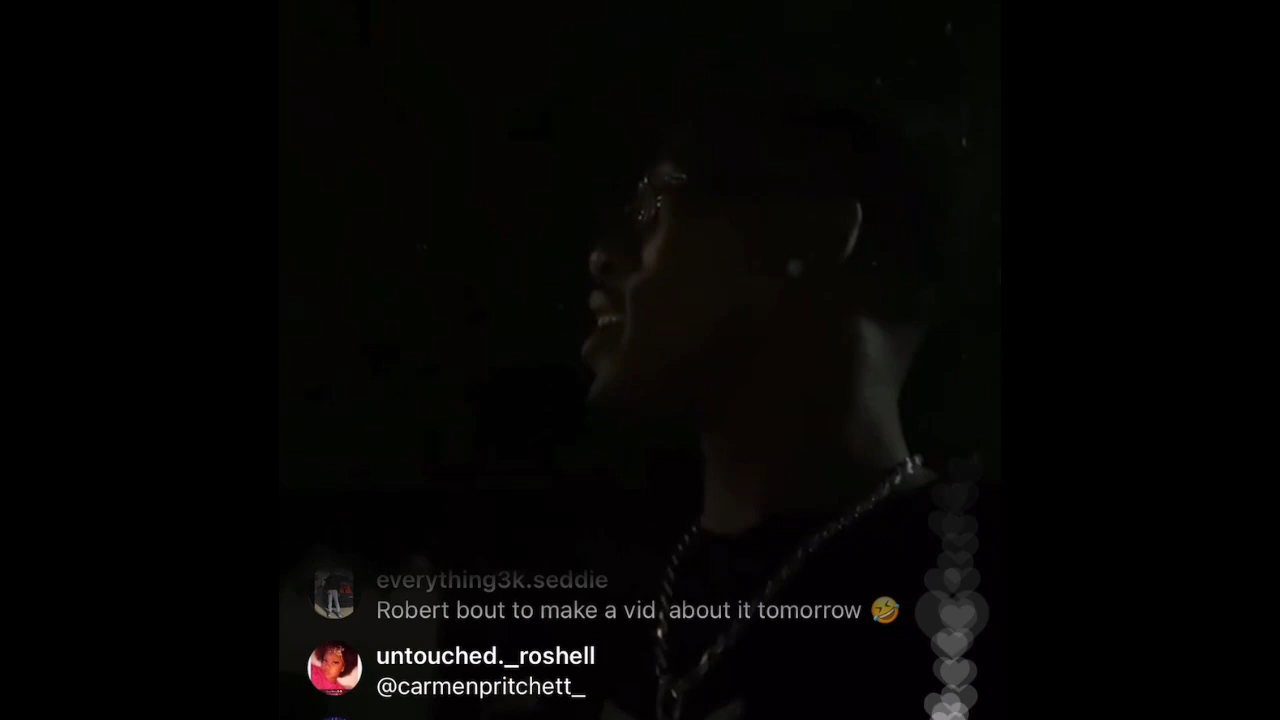 everything3k.seddie
Robert bout to make a vid about it tomorrow 🤣
untouched._roshell
@carmenpritchett_